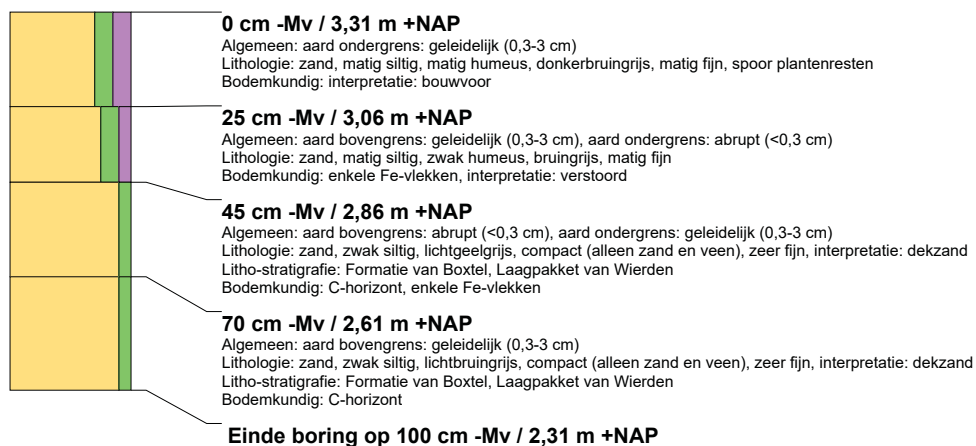 0 cm -Mv / 3,31 m +NAP
Algemeen: aard ondergrens: geleidelijk (0,3-3 cm)
Lithologie: zand, matig siltig, matig humeus, donkerbruingrijs, matig fijn, spoor plantenresten
Bodemkundig: interpretatie: bouwvoor
25 cm -Mv / 3,06 m +NAP
Algemeen: aard bovengrens: geleidelijk (0,3-3 cm), aard ondergrens: abrupt (<0,3 cm)
Lithologie: zand, matig siltig, zwak humeus, bruingrijs, matig fijn
Bodemkundig: enkele Fe-vlekken, interpretatie: verstoord
45 cm -Mv / 2,86 m +NAP
Algemeen: aard bovengrens: abrupt (<0,3 cm), aard ondergrens: geleidelijk (0,3-3 cm)
Lithologie: zand, zwak siltig, lichtgeelgrijs, compact (alleen zand en veen), zeer fijn, interpretatie: dekzand
Litho-stratigrafie: Formatie van Boxtel, Laagpakket van Wierden
Bodemkundig: C-horizont, enkele Fe-vlekken
70 cm -Mv / 2,61 m +NAP
Algemeen: aard bovengrens: geleidelijk (0,3-3 cm)
Lithologie: zand, zwak siltig, lichtbruingrijs, compact (alleen zand en veen), zeer fijn, interpretatie: dekzand
Litho-stratigrafie: Formatie van Boxtel, Laagpakket van Wierden
Bodemkundig: C-horizont
Einde boring op 100 cm -Mv / 2,31 m +NAP